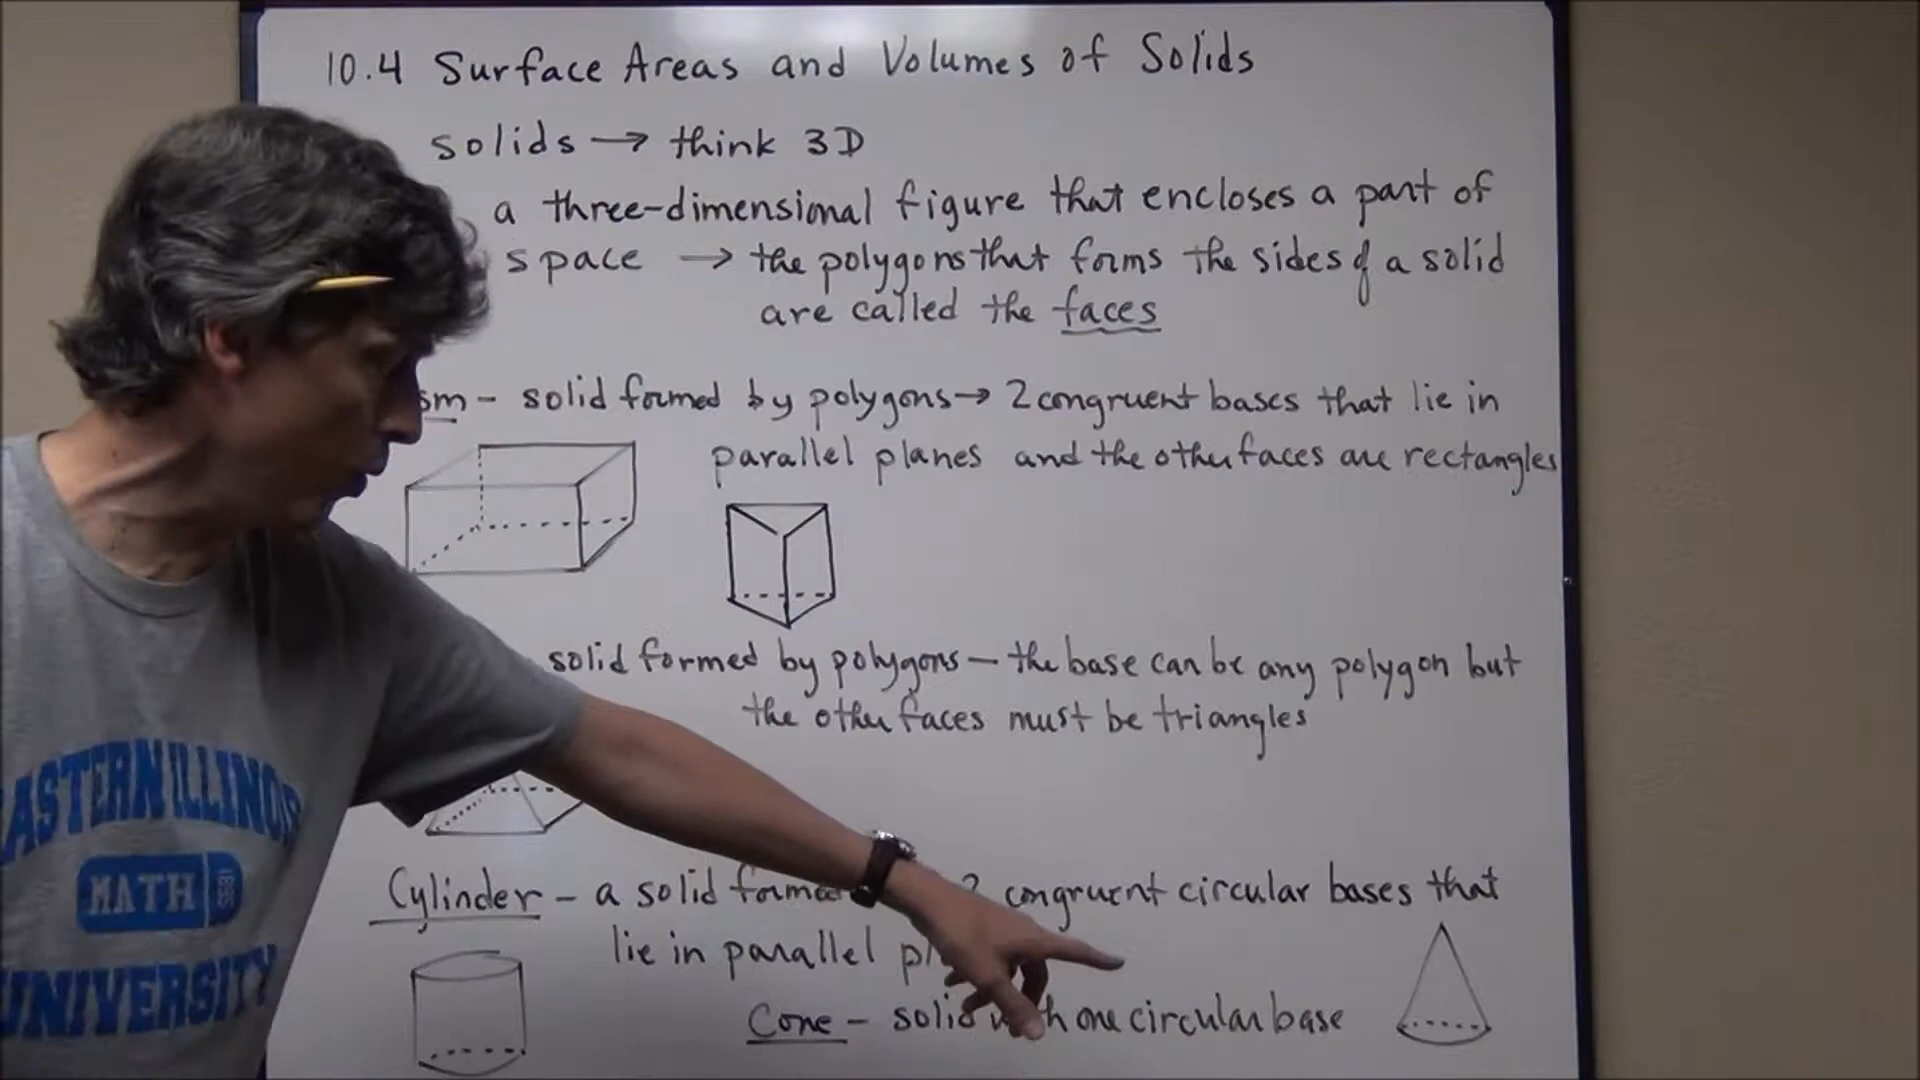 10.4 Surface Areas and Volumes of Solids
solids → think 3D
a three-dimensional figure that encloses a part of
space → the polygons that forms the sides of a solid
are called the faces
sm - solid formed by polygons → 2 congruent bases that lie in
parallel planes and the other faces are rectangles
solid formed by polygons - the base can be any polygon but
the other faces must be triangles
Cylinder - a solid formed 2 congruent circular bases that
lie in parallel pl
Cone - solid with one circular base
EASTERN ILLINOIS
MATH
UNIVERSITY